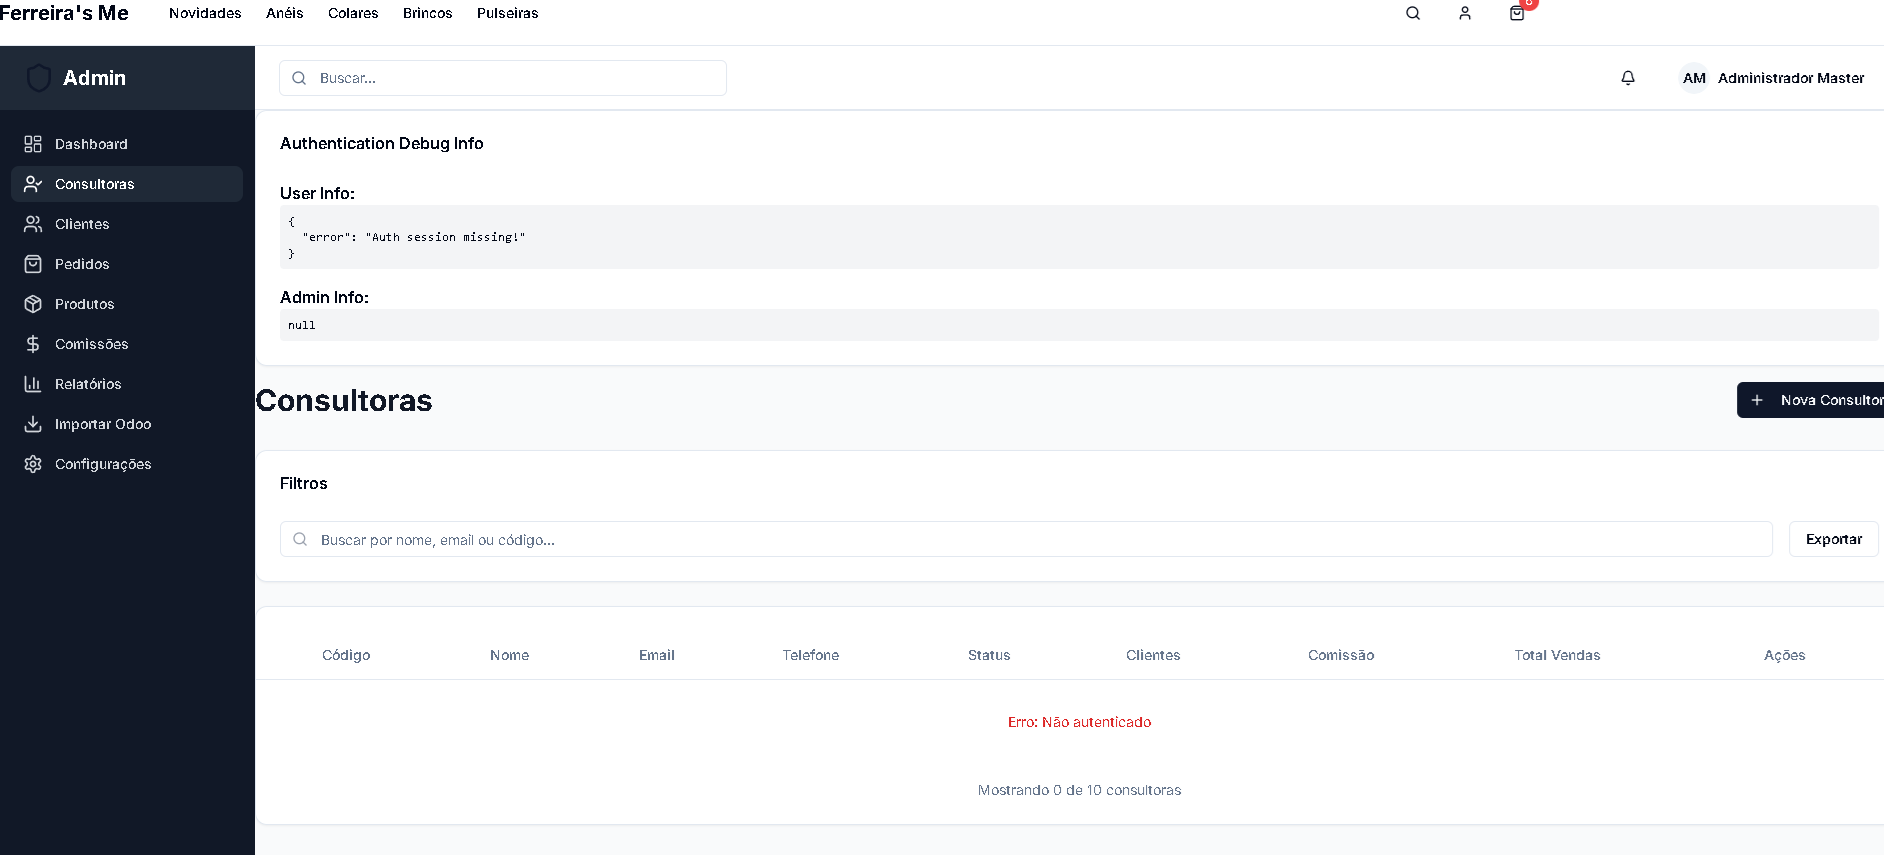 Ferreira's Me Novidades Anéis Colares Brincos Pulseiras
Admin
Buscar...
AM Administrador Master
Dashboard
Consultoras
Clientes
Pedidos
Produtos
Comissões
Relatórios
Importar Odoo
Configurações
Authentication Debug Info
User Info:
{
"error": "Auth session missing!"
}
Admin Info:
null
Consultoras
+ Nova Consultor
Filtros
Buscar por nome, email ou código...
Exportar
Código Nome Email Telefone Status Clientes Comissão Total Vendas Ações
Erro: Não autenticado
Mostrando 0 de 10 consultoras